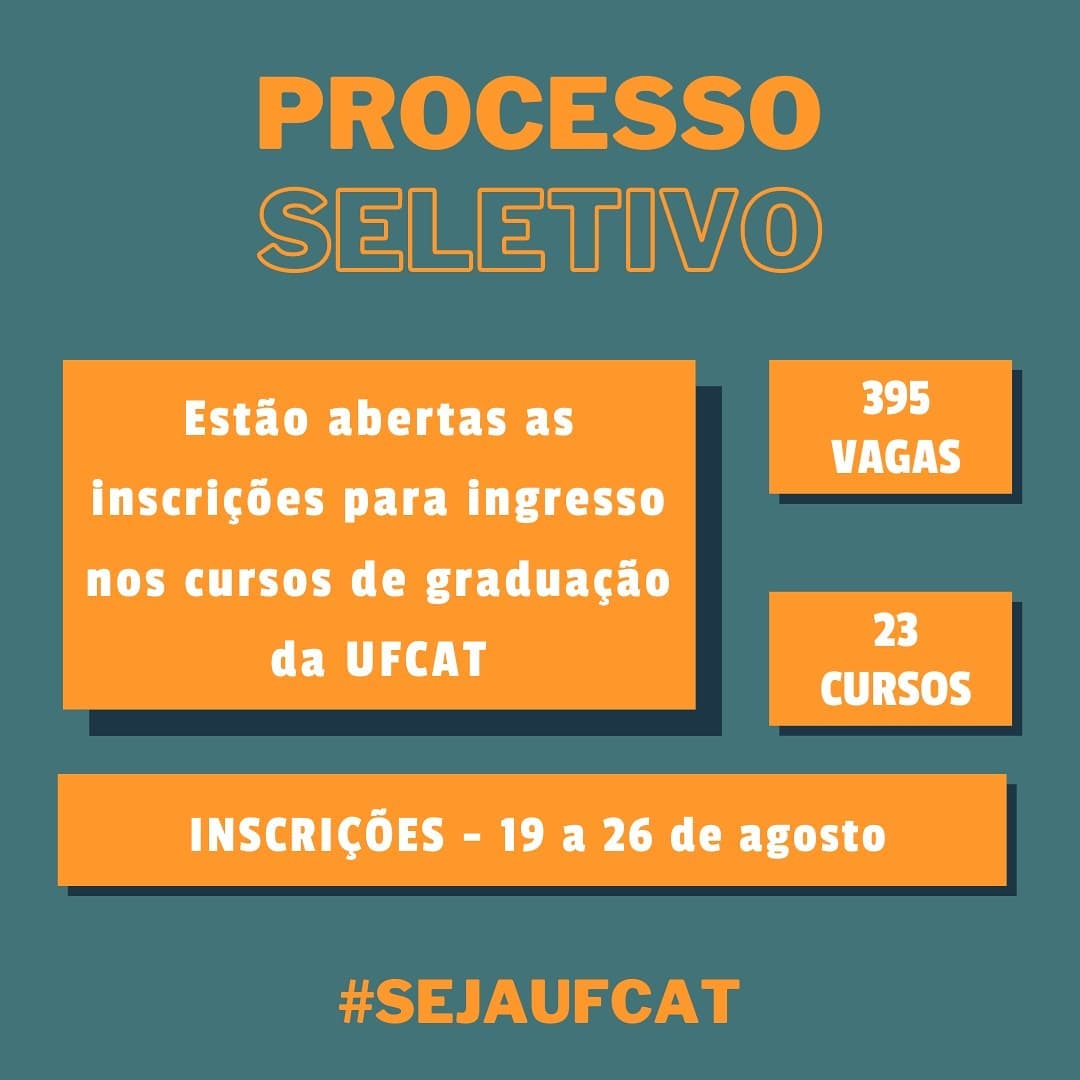 PROCESSO
SELETIVO
Estão abertas as
inscrições para ingresso
nos cursos de graduação
da UFCAT
395
VAGAS
23
CURSOS
INSCRIÇÕES - 19 a 26 de agosto
#SEJAUFCAT